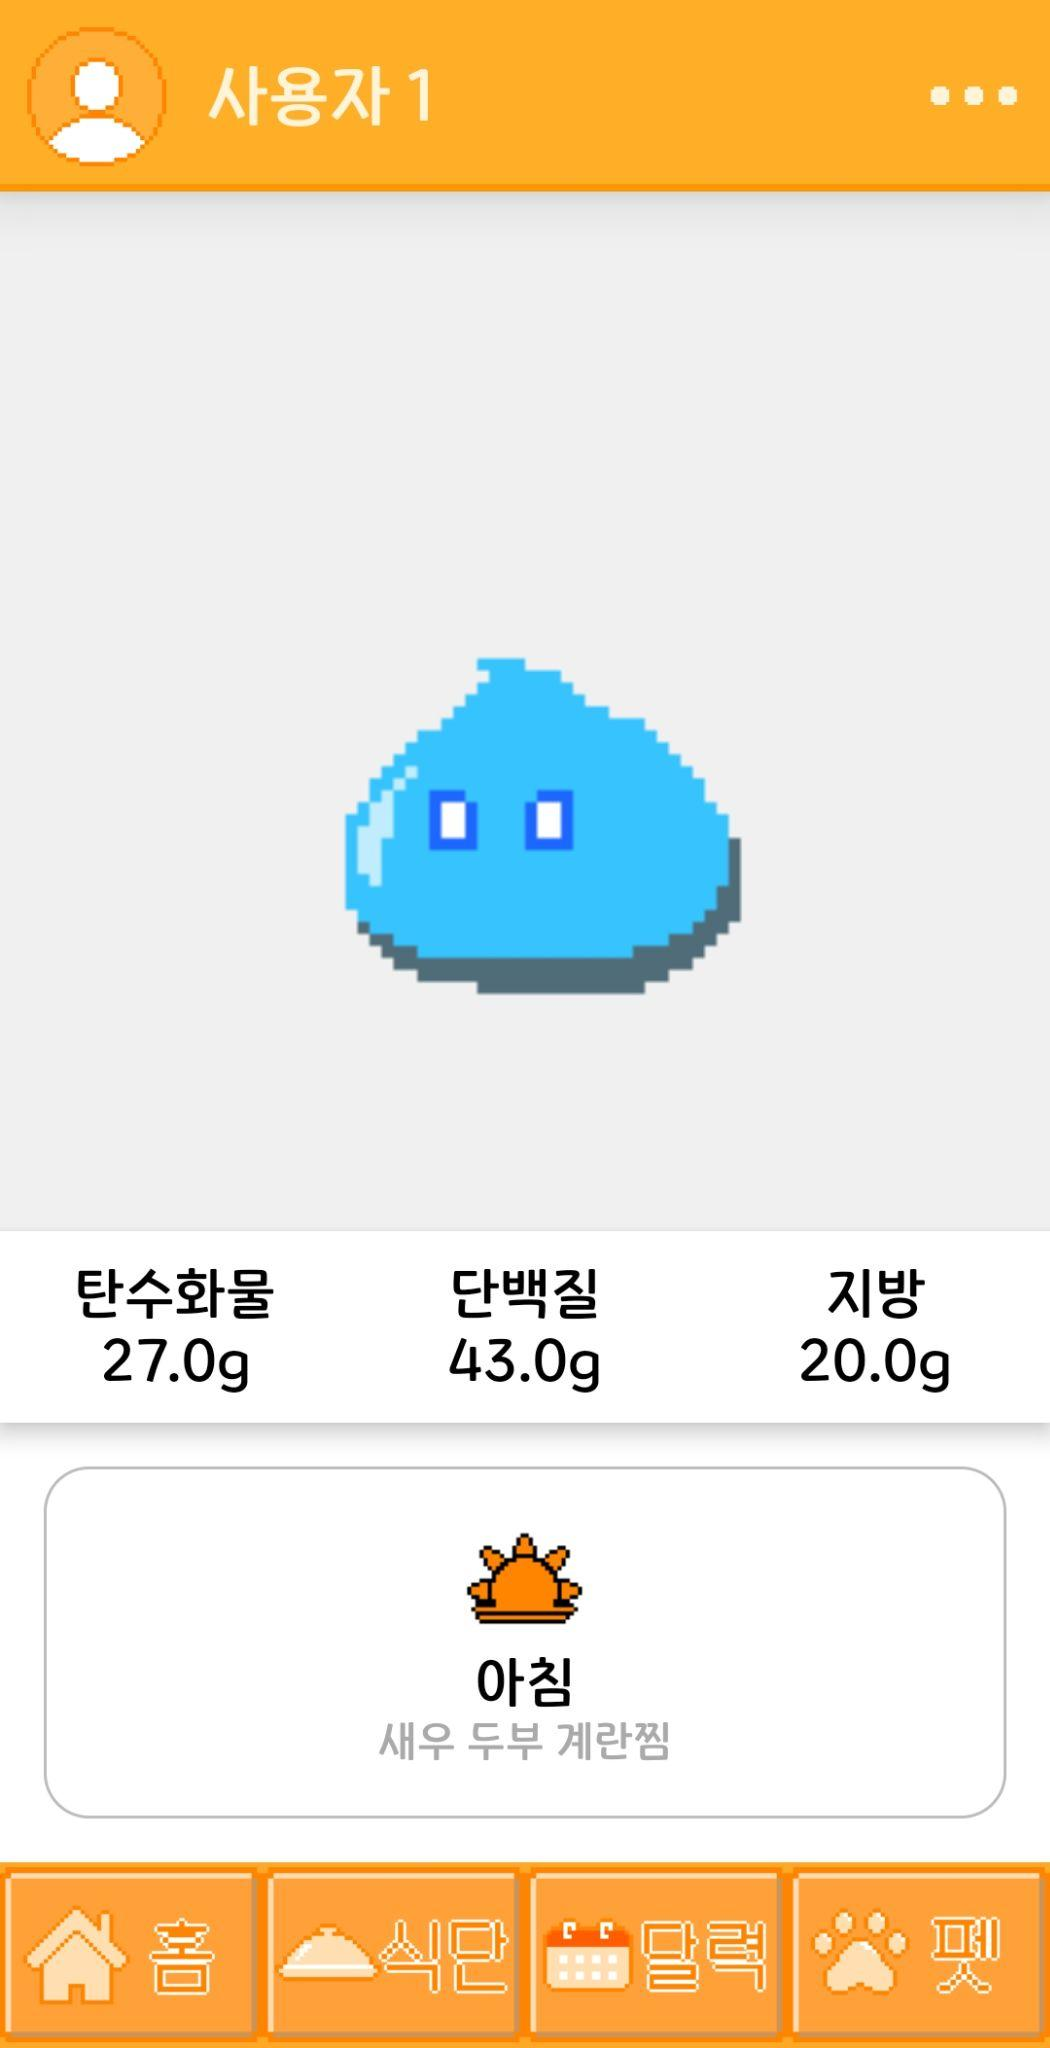 사용자 1
탄수화물 단백질 지방
27.0g 43.0g 20.0g
아침
새우 두부 계란찜
홈 식단 달력 펫